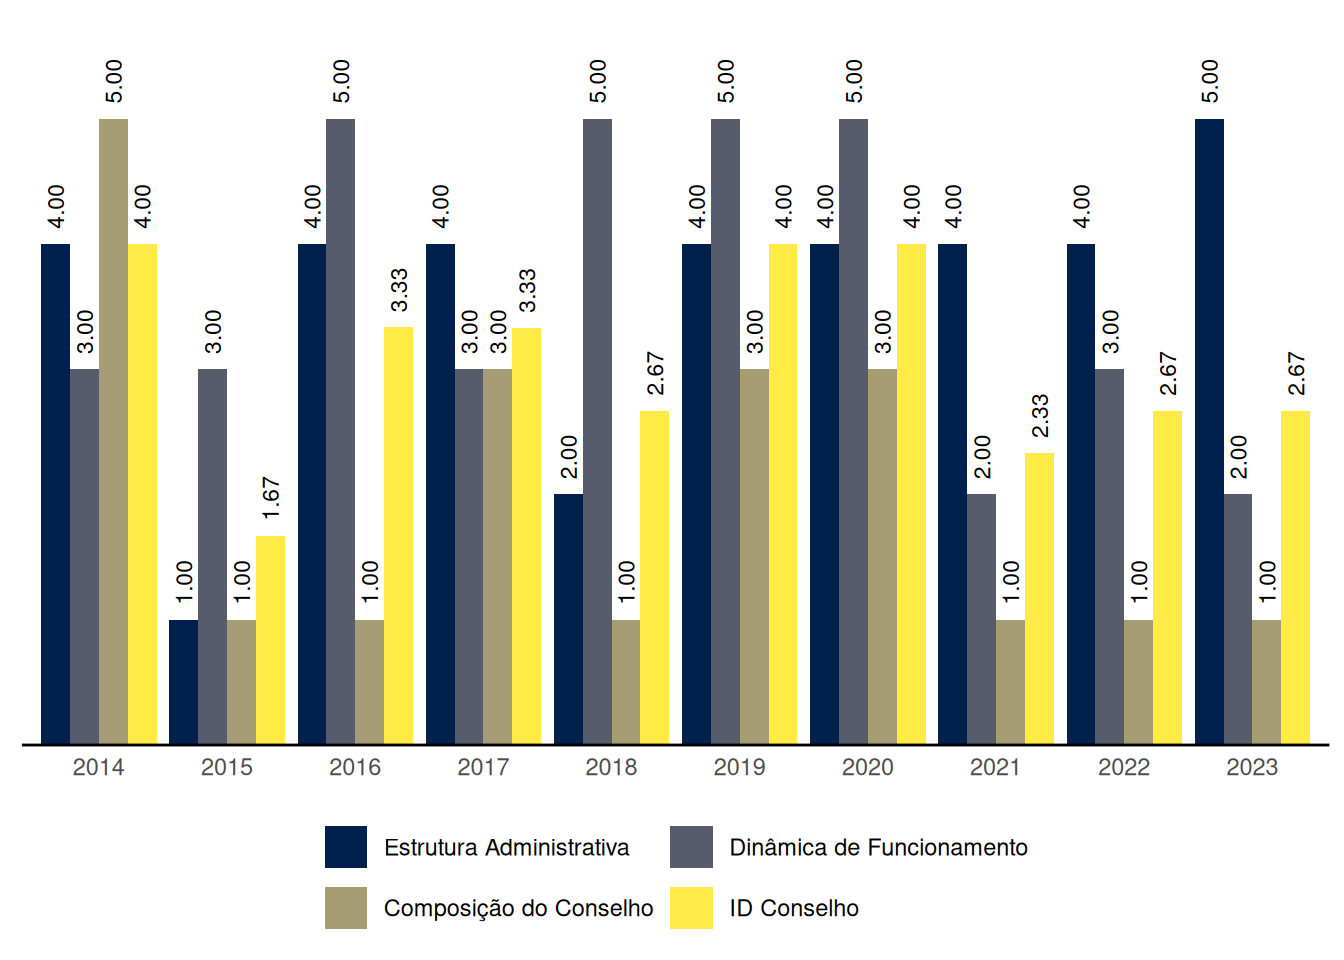 5.00 5.00 5.00 5.00 5.00 5.00
4.00 4.00 4.00 4.00 4.00 4.00 4.00 4.00 4.00 4.00
3.33 3.33
3.00 3.00 3.00 3.00 3.00 3.00 3.00
2.67 2.67 2.67
2.33
2.00 2.00 2.00
1.67
1.00 1.00 1.00 1.00 1.00 1.00 1.00
2014 2015 2016 2017 2018 2019 2020 2021 2022 2023
Estrutura Administrativa Dinâmica de Funcionamento
Composição do Conselho ID Conselho